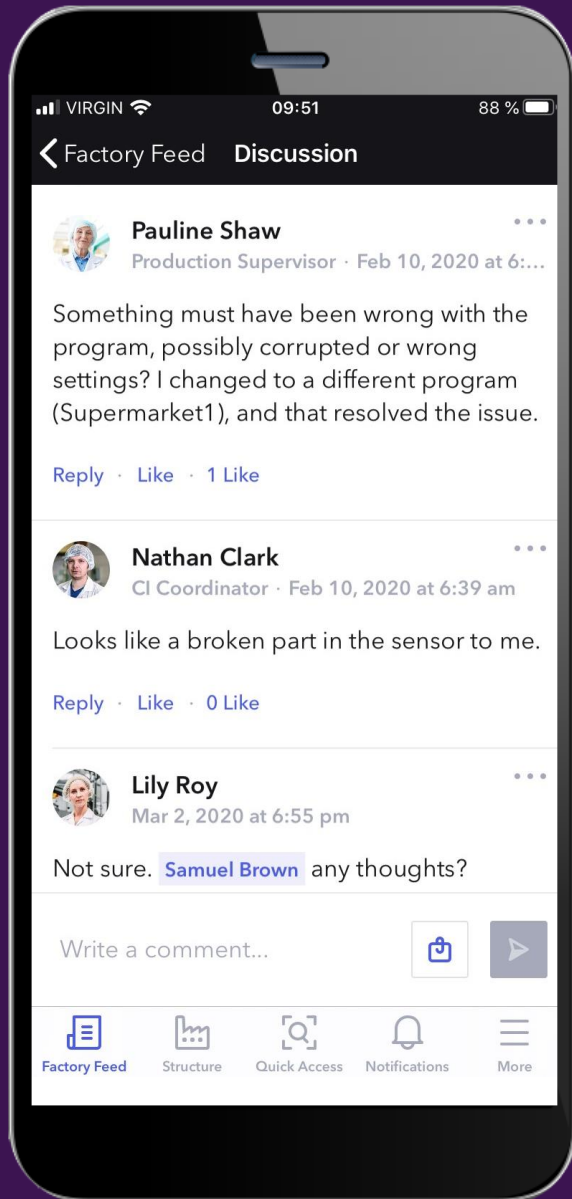 VIRGIN 09:51 88 %
Factory Feed Discussion
Pauline Shaw
Production Supervisor · Feb 10, 2020 at 6:...
Something must have been wrong with the
program, possibly corrupted or wrong
settings? I changed to a different program
(Supermarket1), and that resolved the issue.
Reply · Like · 1 Like
Nathan Clark
CI Coordinator · Feb 10, 2020 at 6:39 am
Looks like a broken part in the sensor to me.
Reply · Like · 0 Like
Lily Roy
Mar 2, 2020 at 6:55 pm
Not sure. Samuel Brown any thoughts?
Write a comment...
Factory Feed Structure Quick Access Notifications More